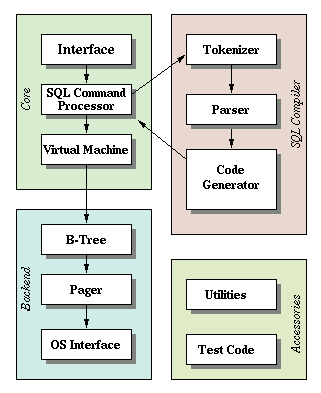 Core
Interface
SQL Command
Processor
Virtual Machine
SQL Compiler
Tokenizer
Parser
Code
Generator
Backend
B-Tree
Pager
OS Interface
Accessories
Utilities
Test Code